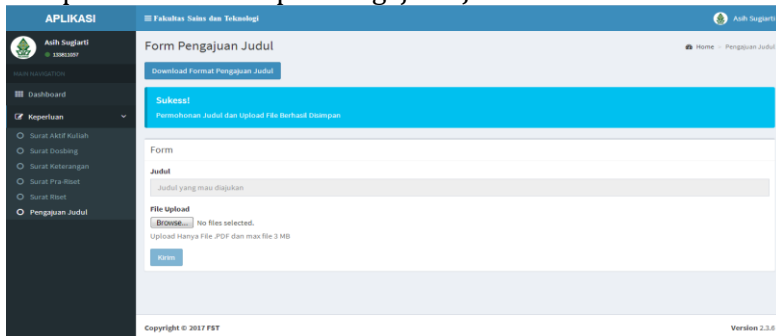 APLIKASI
Fakultas Sains dan Teknologi
Asih Sugiarti
Asih Sugiarti
MAIN NAVIGATION
Dashboard
Keperluan
Surat Aktif Kuliah
Surat Dosbing
Surat Keterangan
Surat Pra-Riset
Surat Riset
Pengajuan Judul
Form Pengajuan Judul
Home > Pengajuan Judul
Download Format Pengajuan Judul
Sukess!
Permohonan Judul dan Upload File Berhasil Disimpan
Form
Judul
Judul yang mau diajukan
File Upload
Browse... No files selected.
Upload Hanya File .PDF dan max file 3 MB
Kirim
Copyright © 2017 FST
Version 2.3.6